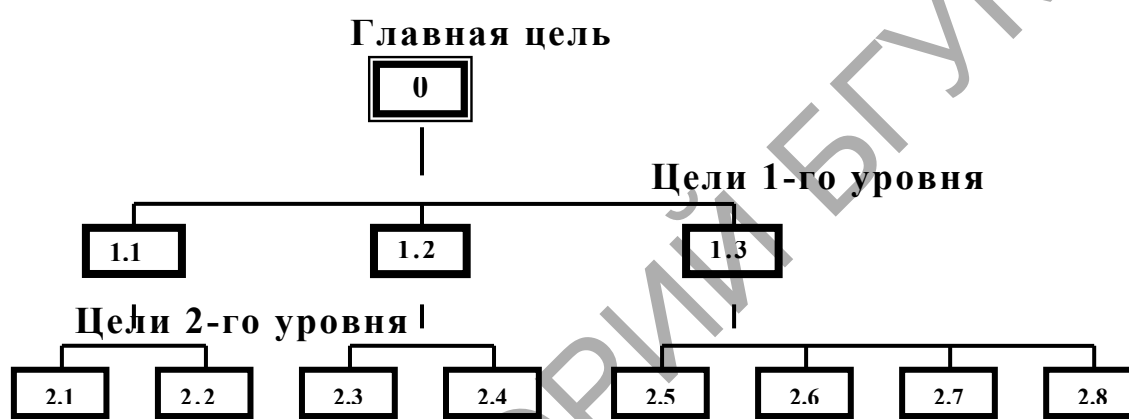 Главная цель
0
Цели 1-го уровня
1.1 1.2 1.3
Цели 2-го уровня
2.1 2.2 2.3 2.4 2.5 2.6 2.7 2.8